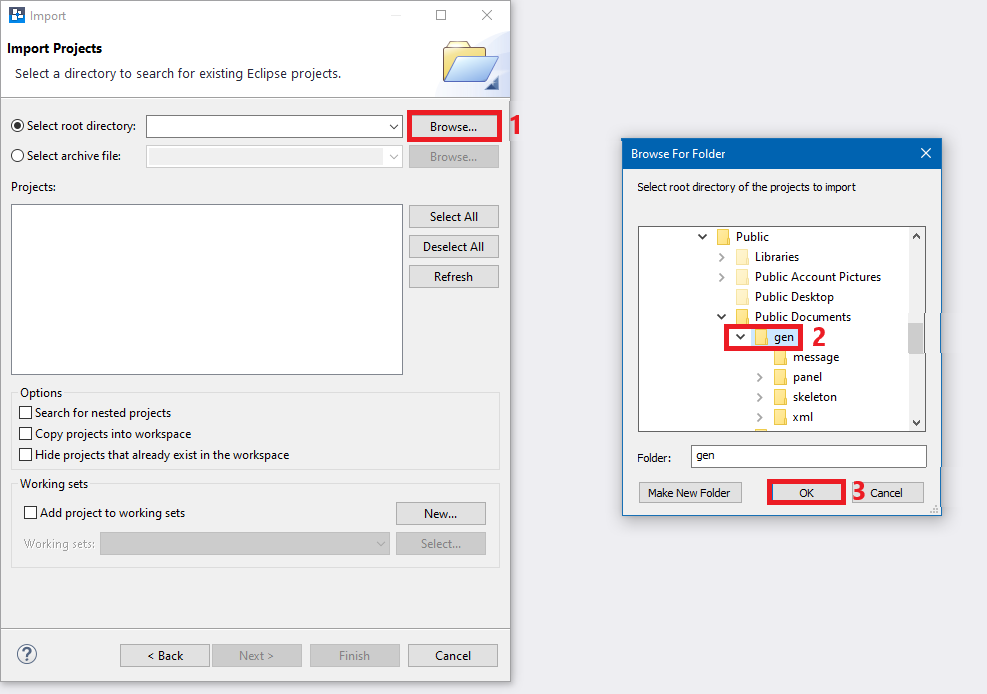 Import
Import Projects
Select a directory to search for existing Eclipse projects.
Select root directory: Browse... 1
Select archive file: Browse...
Projects:
Select All
Deselect All
Refresh
Options
Search for nested projects
Copy projects into workspace
Hide projects that already exist in the workspace
Working sets
Add project to working sets New...
Working sets: Select...
? < Back Next > Finish Cancel
Browse For Folder
Select root directory of the projects to import
Public
Libraries
Public Account Pictures
Public Desktop
Public Documents
gen 2
message
panel
skeleton
xml
Folder: gen
Make New Folder OK 3 Cancel